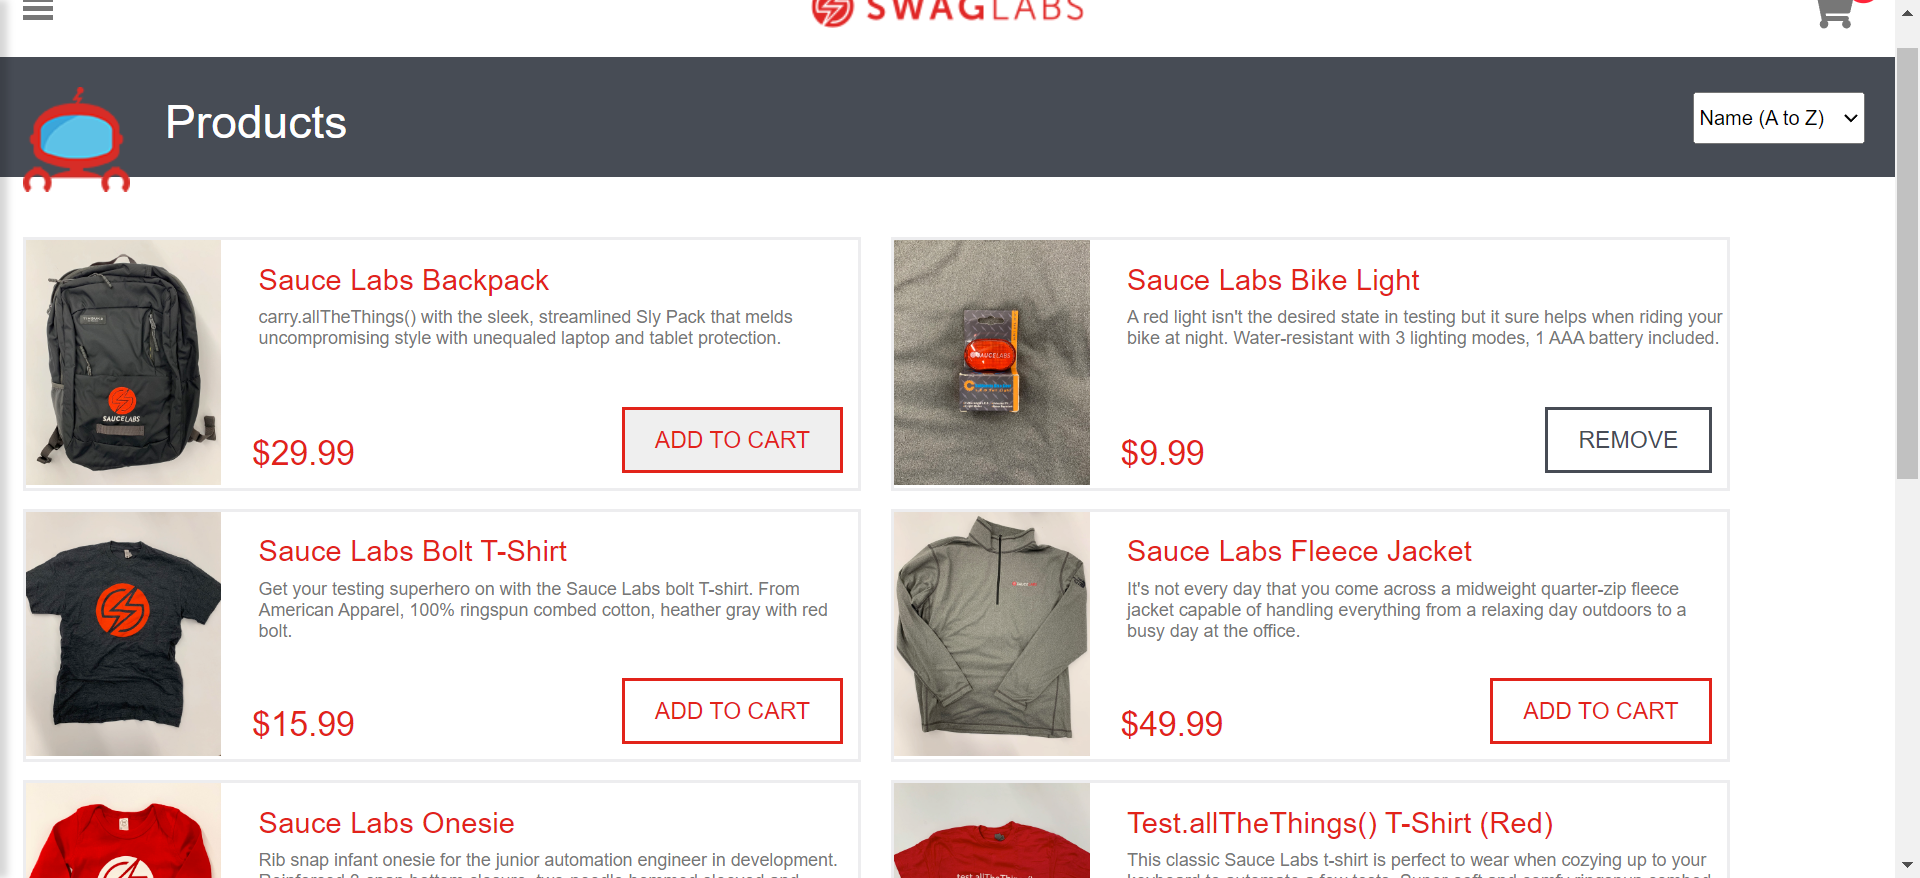 SWAGLABS
Products
Name (A to Z)
Sauce Labs Backpack
carry.allTheThings() with the sleek, streamlined Sly Pack that melds
uncompromising style with unequaled laptop and tablet protection.
$29.99
ADD TO CART
SAUCELABS
Sauce Labs Bike Light
A red light isn't the desired state in testing but it sure helps when riding your
bike at night. Water-resistant with 3 lighting modes, 1 AAA battery included.
$9.99
REMOVE
SAUCELABS
Sauce Labs Bolt T-Shirt
Get your testing superhero on with the Sauce Labs bolt T-shirt. From
American Apparel, 100% ringspun combed cotton, heather gray with red
bolt.
$15.99
ADD TO CART
Sauce Labs Fleece Jacket
It's not every day that you come across a midweight quarter-zip fleece
jacket capable of handling everything from a relaxing day outdoors to a
busy day at the office.
$49.99
ADD TO CART
Sauce Labs Onesie
Rib snap infant onesie for the junior automation engineer in development.
Test.allTheThings() T-Shirt (Red)
This classic Sauce Labs t-shirt is perfect to wear when cozying up to your